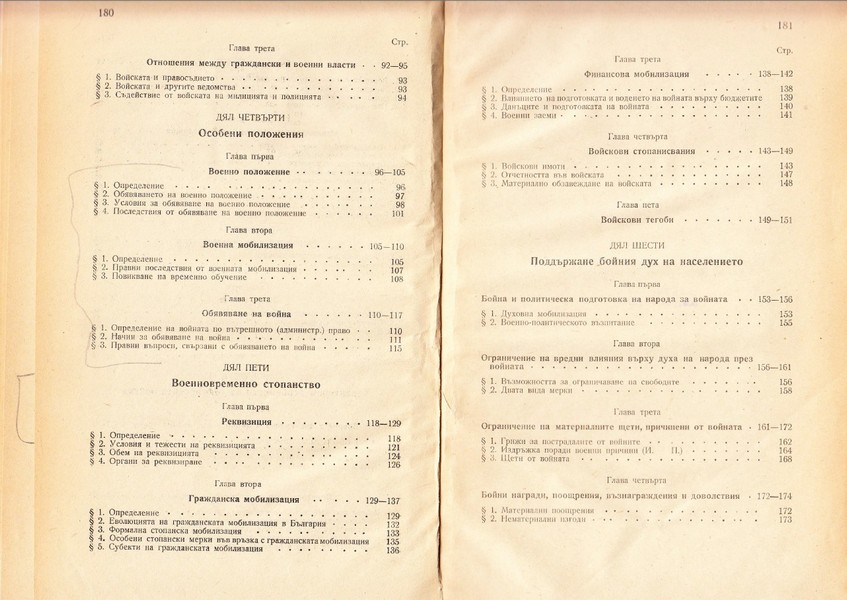 180
Стр.
Глава трета
Отношения между граждански и военни власти . . 92—95
§ 1. Войската и правосъдието . . . . . . . . . . . . 93
§ 2. Войската и другите ведомства . . . . . . . . . . 93
§ 3. Съдействие от войската на милицията и полицията . . . . . 94
ДЯЛ ЧЕТВЪРТИ
Особени положения
Глава първа
Военно положение . . . . . . . 96—105
§ 1. Определение . . . . . . . . . . . . . . . 96
§ 2. Обявяването на военно положение . . . . . . . . . 97
§ 3. Условия за обявяване на военно положение . . . . . . 98
§ 4. Последствия от обявяване на военно положение . . . . . . 101
Глава втора
Военна мобилизация . . . . . . 105—110
§ 1. Определение . . . . . . . . . . . . . . . 105
§ 2. Правни последствия от военната мобилизация . . . . . . 107
§ 3. Повикване на временно обучение . . . . . . . . . 108
Глава трета
Обявяване на война . . . . . . 110—117
§ 1. Определение на войната по вътрешното (администр.) право . . 110
§ 2. Начин за обявяване на война . . . . . . . . . . . 111
§ 3. Правни въпроси, свързани с обявяването на война . . . . . 115
ДЯЛ ПЕТИ
Военновременно стопанство
Глава първа
Реквизиция . . . . . . . . 118—129
§ 1. Определение . . . . . . . . . . . . . . . 118
§ 2. Условия и тежести на реквизицията . . . . . . . . 121
§ 3. Обем на реквизицията . . . . . . . . . . . . 124
§ 4. Органи за реквизиране . . . . . . . . . . . . 126
Глава втора
Гражданска мобилизация . . . . . . 129—137
§ 1. Определение . . . . . . . . . . . . . . . 129
§ 2. Еволюцията на гражданската мобилизация в България . . . . 132
§ 3. Формална стопанска мобилизация . . . . . . . . . 133
§ 4. Особени стопански мерки във връзка с гражданската мобилизация 135
§ 5. Субекти на гражданската мобилизация . . . . . . . . 136
181
Стр.
Глава трета
Финансова мобилизация . . . . . 138—142
§ 1. Определение . . . . . . . . . . . . . . . 138
§ 2. Влиянието на подготовката и воденето на войната върху бюджетите 139
§ 3. Данъците и подготовката на войната . . . . . . . . 140
§ 4. Военни заеми . . . . . . . . . . . . . . . 141
Глава четвърта
Войскови стопанисвания . . . . . 143—149
§ 1. Войскови имоти . . . . . . . . . . . . . . 143
§ 2. Отчетността във войската . . . . . . . . . . . 147
§ 3. Материално обзавеждане на войската . . . . . . . . 148
Глава пета
Войскови тегоби . . . . . . . 149—151
ДЯЛ ШЕСТИ
Поддържане бойния дух на населението
Глава първа
Бойна и политическа подготовка на народа за войната . . 153—156
§ 1. Духовна мобилизация . . . . . . . . . . . . 153
§ 2. Военно-политическото възпитание . . . . . . . . . 155
Глава втора
Ограничение на вредни влияния върху духа на народа през
войната . . . . . . . . . . . . . . . . . . . 156—161
§ 1. Възможността за ограничаване на свободите . . . . . . 156
§ 2. Двата вида мерки . . . . . . . . . . . . . . 158
Глава трета
Ограничение на материалните щети, причинени от войната . 161—172
§ 1. Грижи за пострадалите от войните . . . . . . . . . 162
§ 2. Издръжка поради военни причини (И. П.) . . . . . . . 164
§ 3. Щети от войната . . . . . . . . . . . . . . 168
Глава четвърта
Бойни награди, поощрения, възнаграждения и доволствия . 172—174
§ 1. Материални поощрения . . . . . . . . . . . . 172
§ 2. Нематериални изгоди . . . . . . . . . . . . . 173